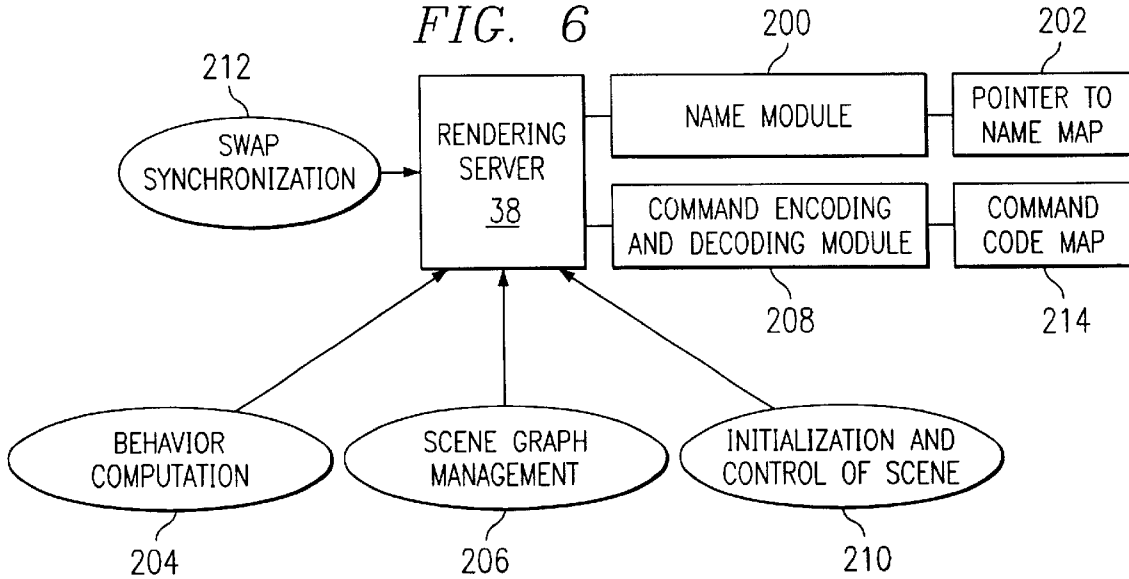 FIG. 6
200
202
212
SWAP
SYNCHRONIZATION
RENDERING
SERVER
38
NAME MODULE
POINTER TO
NAME MAP
COMMAND ENCODING
AND DECODING MODULE
COMMAND
CODE MAP
208
214
BEHAVIOR
COMPUTATION
SCENE GRAPH
MANAGEMENT
INITIALIZATION AND
CONTROL OF SCENE
204
206
210